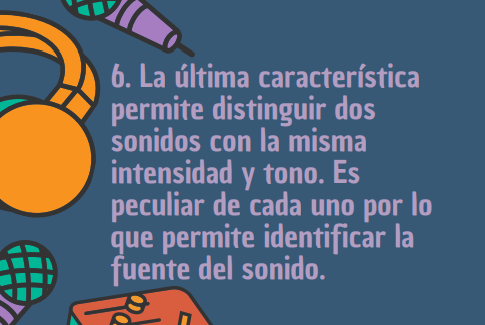 6. La última característica
permite distinguir dos
sonidos con la misma
intensidad y tono. Es
peculiar de cada uno por lo
que permite identificar la
fuente del sonido.